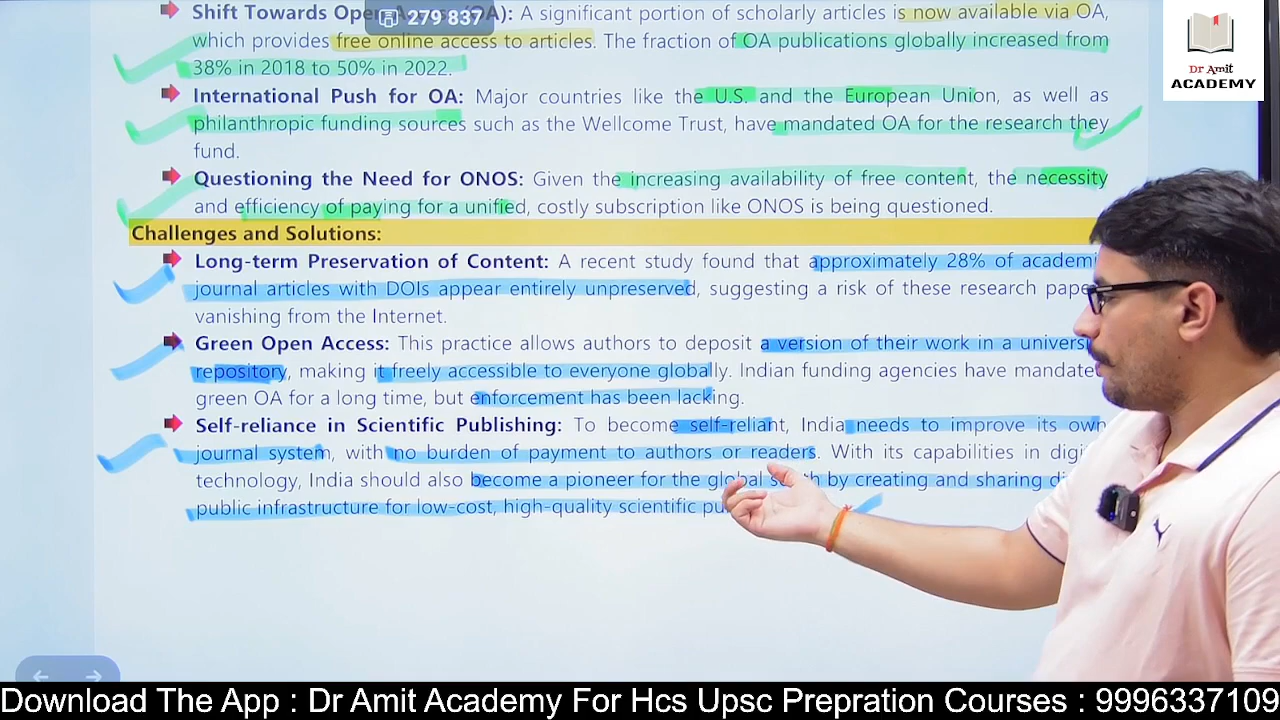 Shift Towards Open Access (OA): A significant portion of scholarly articles is now available via OA,
279 837
which provides free online access to articles. The fraction of OA publications globally increased from
38% in 2018 to 50% in 2022.
International Push for OA: Major countries like the U.S. and the European Union, as well as
philanthropic funding sources such as the Wellcome Trust, have mandated OA for the research they
fund.
Questioning the Need for ONOS: Given the increasing availability of free content, the necessity
and efficiency of paying for a unified, costly subscription like ONOS is being questioned.
Challenges and Solutions:
Long-term Preservation of Content: A recent study found that approximately 28% of academi
journal articles with DOIs appear entirely unpreserved, suggesting a risk of these research pape
vanishing from the Internet.
Green Open Access: This practice allows authors to deposit a version of their work in a universi
repository, making it freely accessible to everyone globally. Indian funding agencies have mandate
green OA for a long time, but enforcement has been lacking.
Self-reliance in Scientific Publishing: To become self-reliant, India needs to improve its own
journal system, with no burden of payment to authors or readers. With its capabilities in digi
technology, India should also become a pioneer for the global by creating and sharing
public infrastructure for low-cost, high-quality scientific
Dr Amit
ACADEMY
Download The App : Dr Amit Academy For Hcs Upsc Prepration Courses : 9996337109